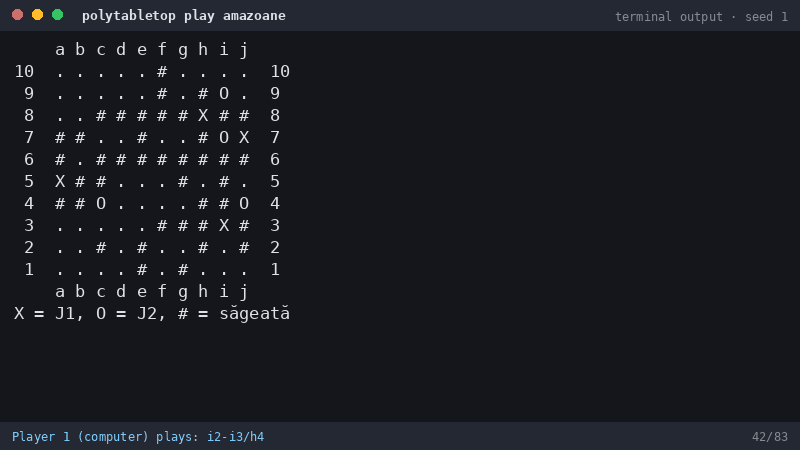 polytabletop play amazoane
terminal output · seed 1
a b c d e f g h i j
10 . . . . . # . . . . 10
9 . . . . . # . # O . 9
8 . . # # # # # X # # 8
7 # # . . # . . # O X 7
6 # . # # # # # # # # 6
5 X # # . . . # . # . 5
4 # # O . . . . # # O 4
3 . . . . . # # # X # 3
2 . . # . # . . # . # 2
1 . . . . # . # . . . 1
a b c d e f g h i j
X = J1, O = J2, # = săgeată
Player 1 (computer) plays: i2-i3/h4
42/83